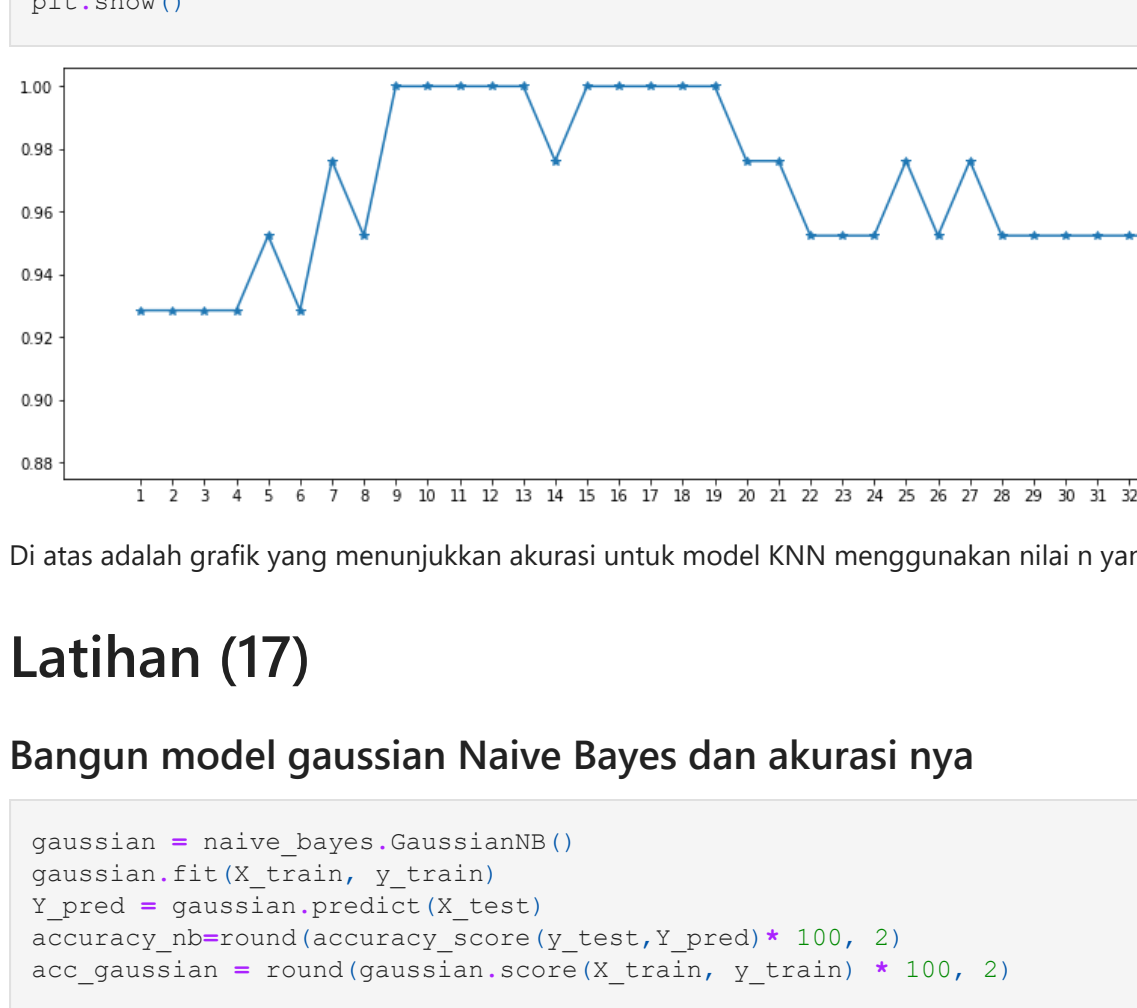 plt.show()
1.00
0.98
0.96
0.94
0.92
0.90
0.88
1 2 3 4 5 6 7 8 9 10 11 12 13 14 15 16 17 18 19 20 21 22 23 24 25 26 27 28 29 30 31 32
Di atas adalah grafik yang menunjukkan akurasi untuk model KNN menggunakan nilai n
Latihan (17)
Bangun model gaussian Naive Bayes dan akurasi nya
gaussian = naive_bayes.GaussianNB()
gaussian.fit(X_train, y_train)
Y_pred = gaussian.predict(X_test)
accuracy_nb=round(accuracy_score(y_test,Y_pred)* 100, 2)
acc_gaussian = round(gaussian.score(X_train, y_train) * 100, 2)